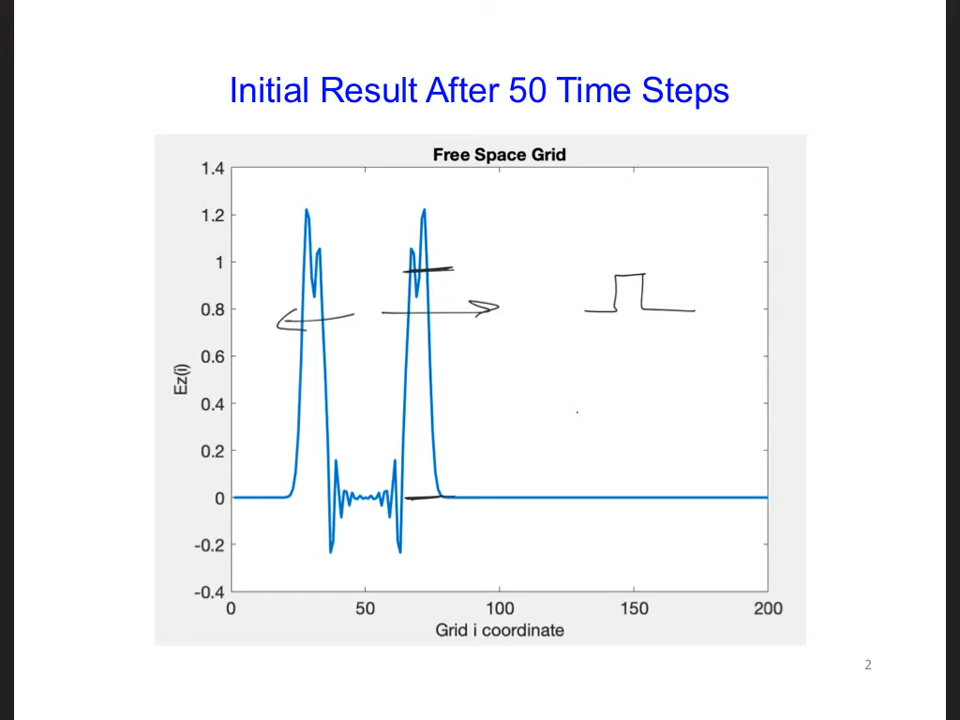 Initial Result After 50 Time Steps
Free Space Grid
1.4
1.2
1
0.8
0.6
0.4
0.2
0
-0.2
-0.4
Ez(i)
0 50 100 150 200
Grid i coordinate
2